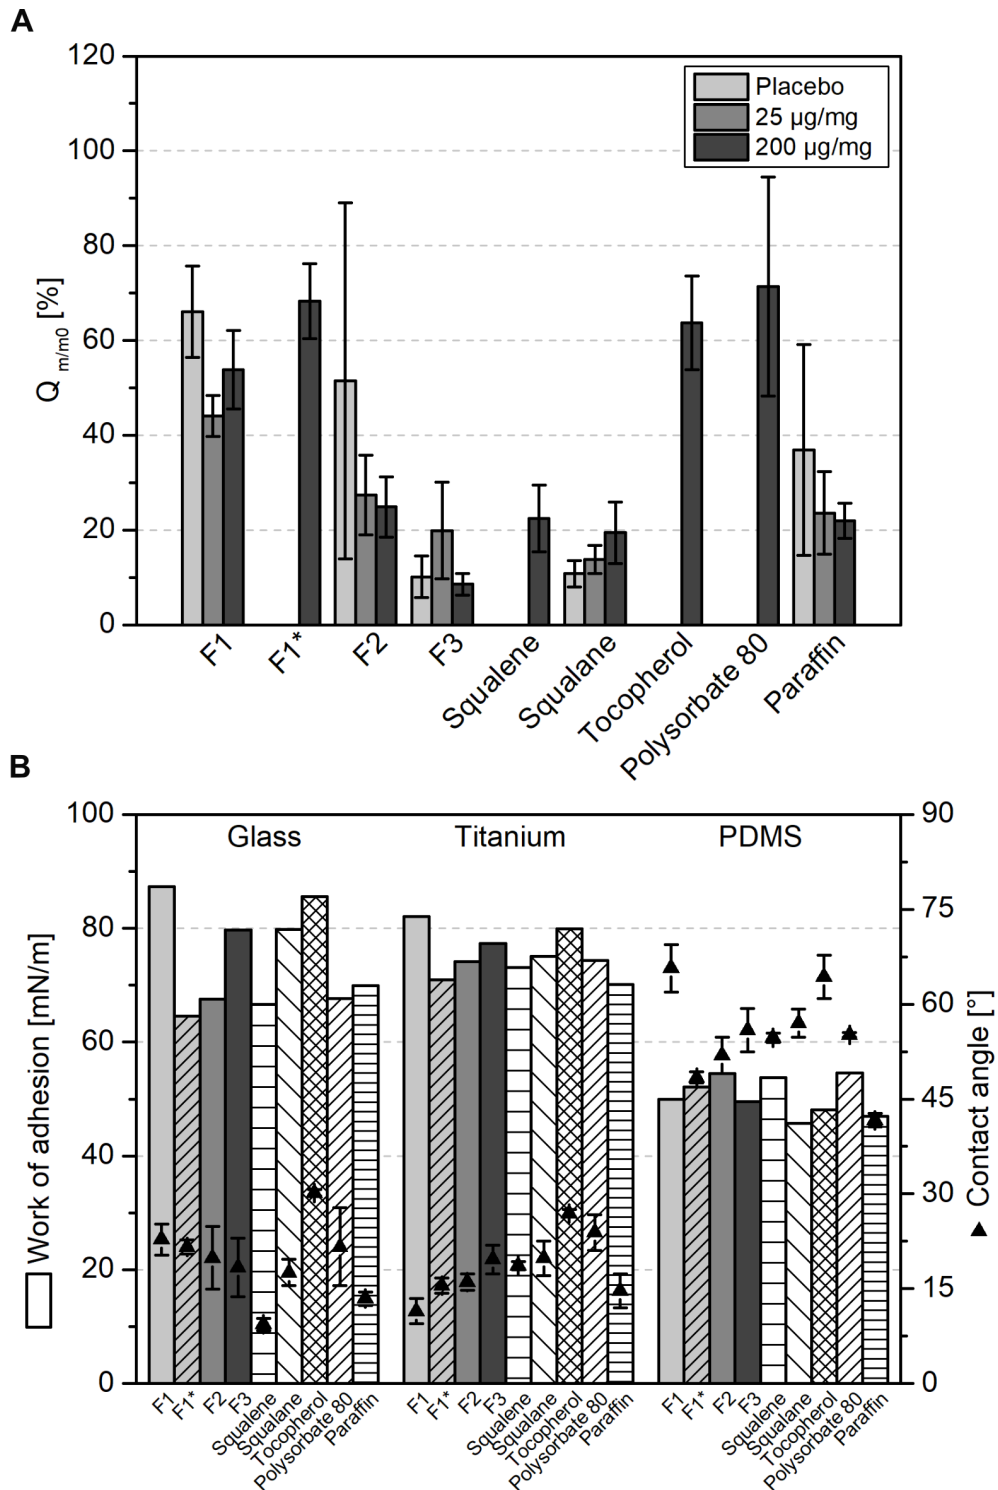 A
120
100
80
60
40
20
0
Q m/m0 [%]
Placebo
25 µg/mg
200 µg/mg
F1
F1*
F2
F3
Squalene
Squalane
Tocopherol
Polysorbate 80
Paraffin
B
100
80
60
40
20
0
Work of adhesion [mN/m]
Glass
Titanium
PDMS
90
75
60
45
30
15
0
Contact angle [°]
F1
F1*
F2
F3
Squalene
Squalane
Tocopherol
Polysorbate 80
Paraffin
F1
F1*
F2
F3
Squalene
Squalane
Tocopherol
Polysorbate 80
Paraffin
F1
F1*
F2
F3
Squalene
Squalane
Tocopherol
Polysorbate 80
Paraffin